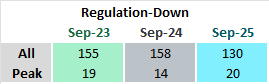 Regulation-Down
Sep-23 Sep-24 Sep-25
All 155 158 130
Peak 19 14 20